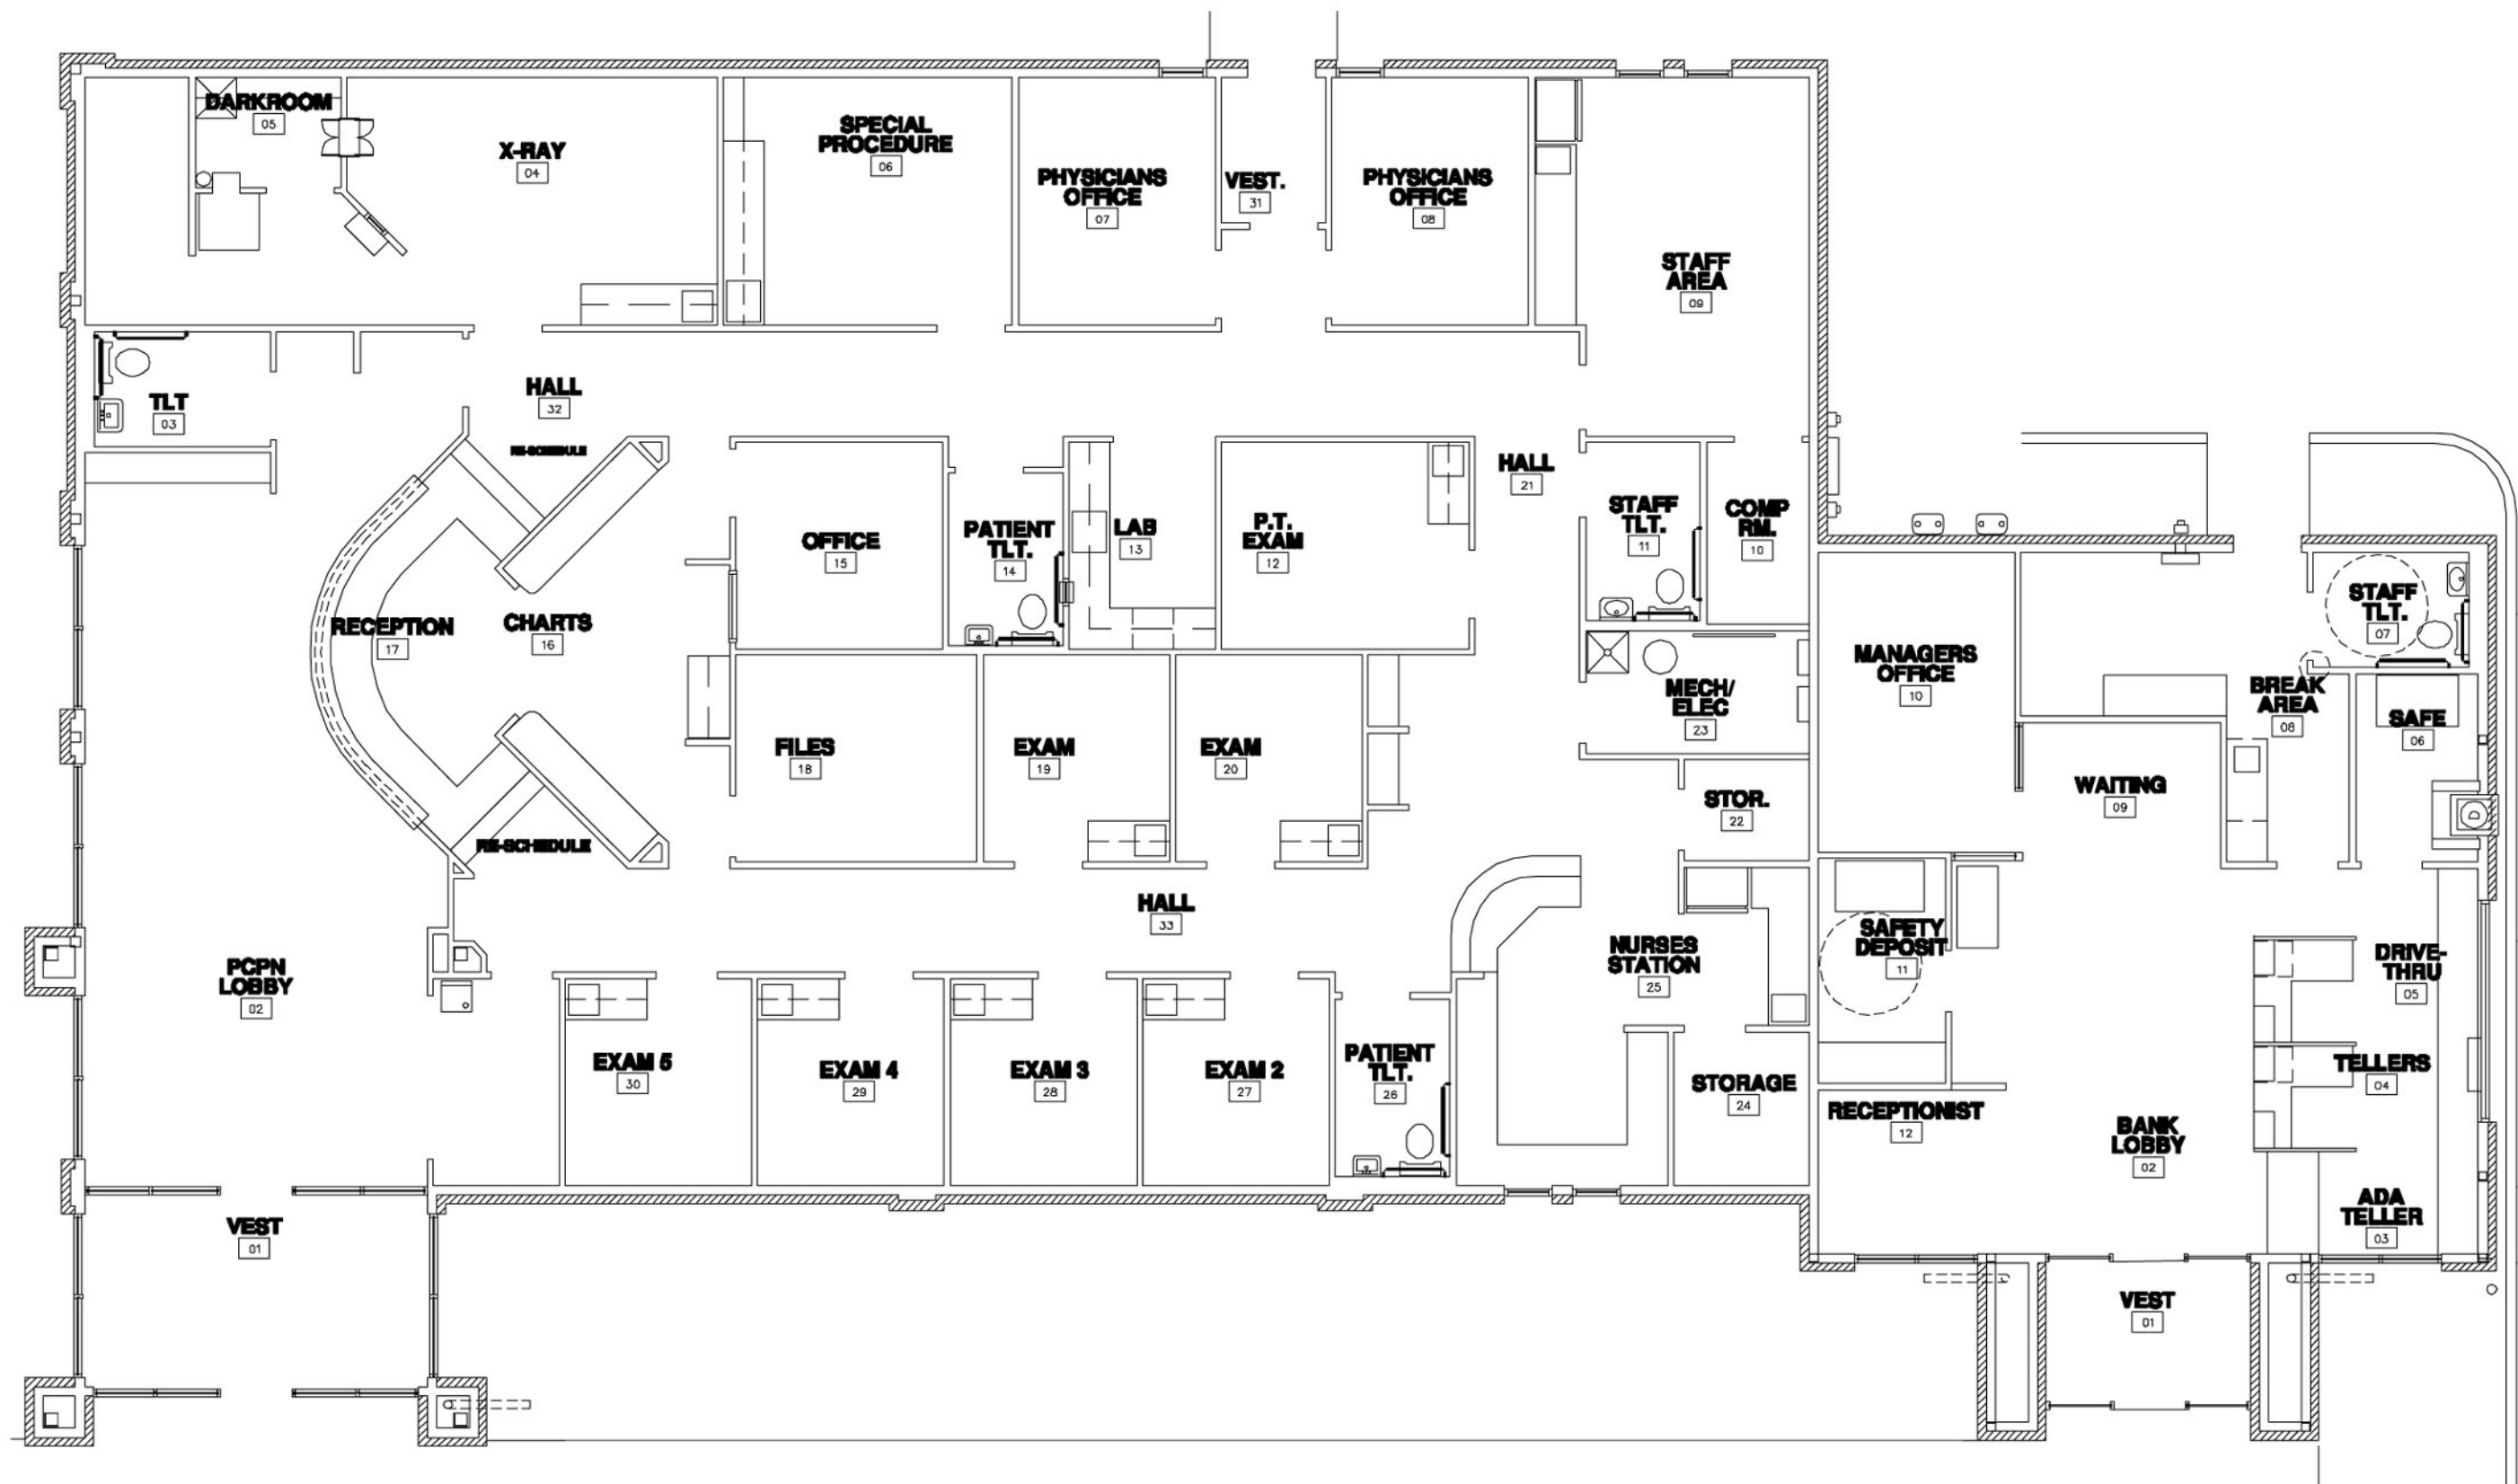 DARKROOM
05
X-RAY
04
SPECIAL
PROCEDURE
06
PHYSICIANS
OFFICE
07
VEST.
31
PHYSICIANS
OFFICE
08
STAFF
AREA
09
TLT
03
HALL
32
RE-SCHEDULE
OFFICE
15
PATIENT
TLT.
14
LAB
13
P.T.
EXAM
12
HALL
21
STAFF
TLT.
11
COMP
RM.
10
RECEPTION
17
CHARTS
16
MECH/
ELEC
23
MANAGERS
OFFICE
10
STAFF
TLT.
07
BREAK
AREA
08
SAFE
06
FILES
18
EXAM
19
EXAM
20
STOR.
22
WAITING
09
D
RE-SCHEDULE
HALL
33
NURSES
STATION
25
SAFETY
DEPOSIT
11
DRIVE-
THRU
05
PCPN
LOBBY
02
EXAM 5
30
EXAM 4
29
EXAM 3
28
EXAM 2
27
PATIENT
TLT.
26
STORAGE
24
RECEPTIONIST
12
BANK
LOBBY
02
TELLERS
04
ADA
TELLER
03
VEST
01
VEST
01